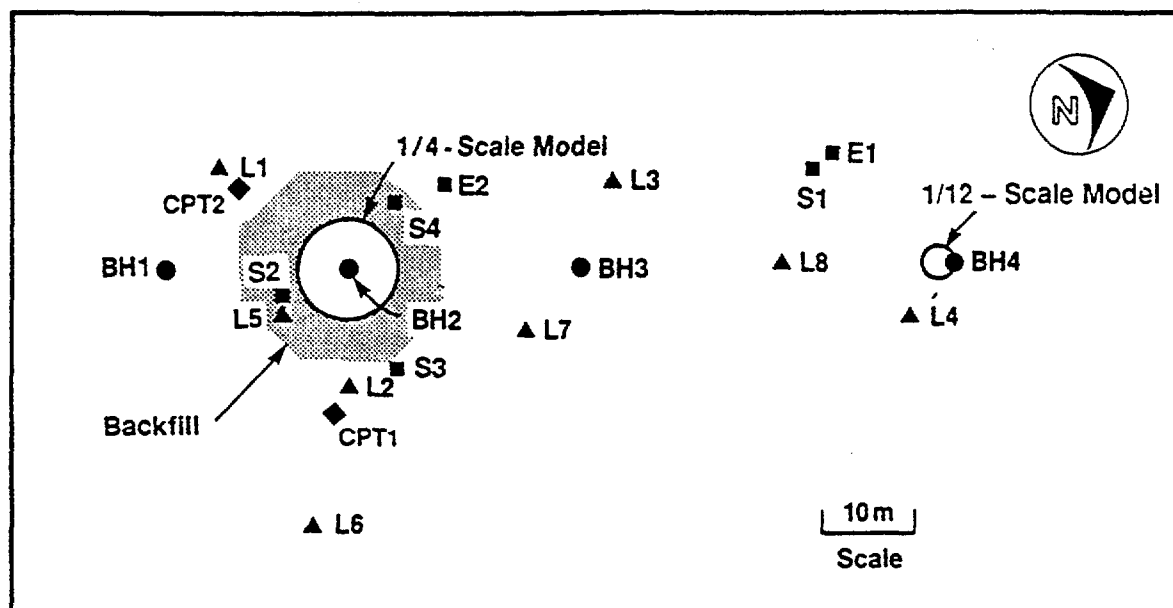 N
1/4 - Scale Model
L1
CPT2
E2
L3
E1
S1
1/12 – Scale Model
S4
BH1
S2
BH3
L8
BH4
L5
BH2
L7
L4
S3
L2
Backfill
CPT1
L6
10 m
Scale